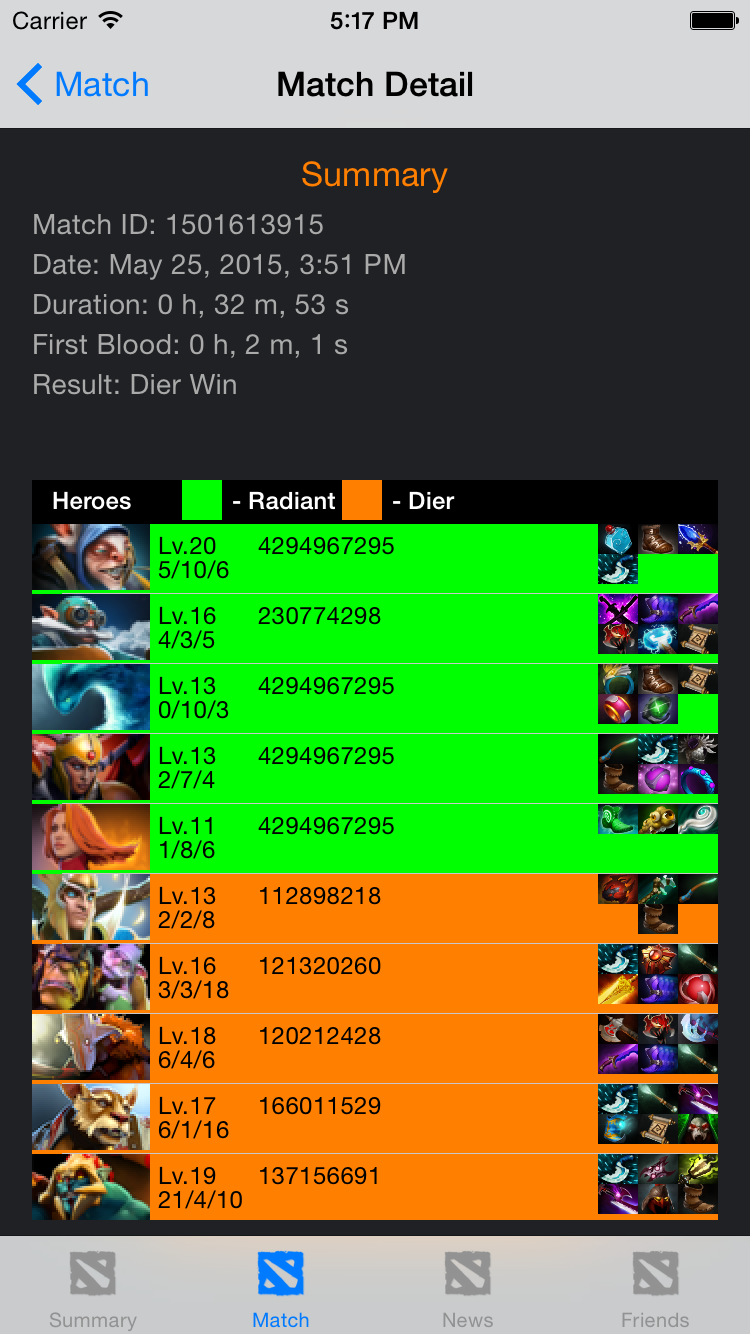 Carrier 5:17 PM
Match Match Detail
Summary
Match ID: 1501613915
Date: May 25, 2015, 3:51 PM
Duration: 0 h, 32 m, 53 s
First Blood: 0 h, 2 m, 1 s
Result: Dier Win
Heroes - Radiant - Dier
Lv.20 4294967295
5/10/6
Lv.16 230774298
4/3/5
Lv.13 4294967295
0/10/3
Lv.13 4294967295
2/7/4
Lv.11 4294967295
1/8/6
Lv.13 112898218
2/2/8
Lv.16 121320260
3/3/18
Lv.18 120212428
6/4/6
Lv.17 166011529
6/1/16
Lv.19 137156691
21/4/10
Summary Match News Friends